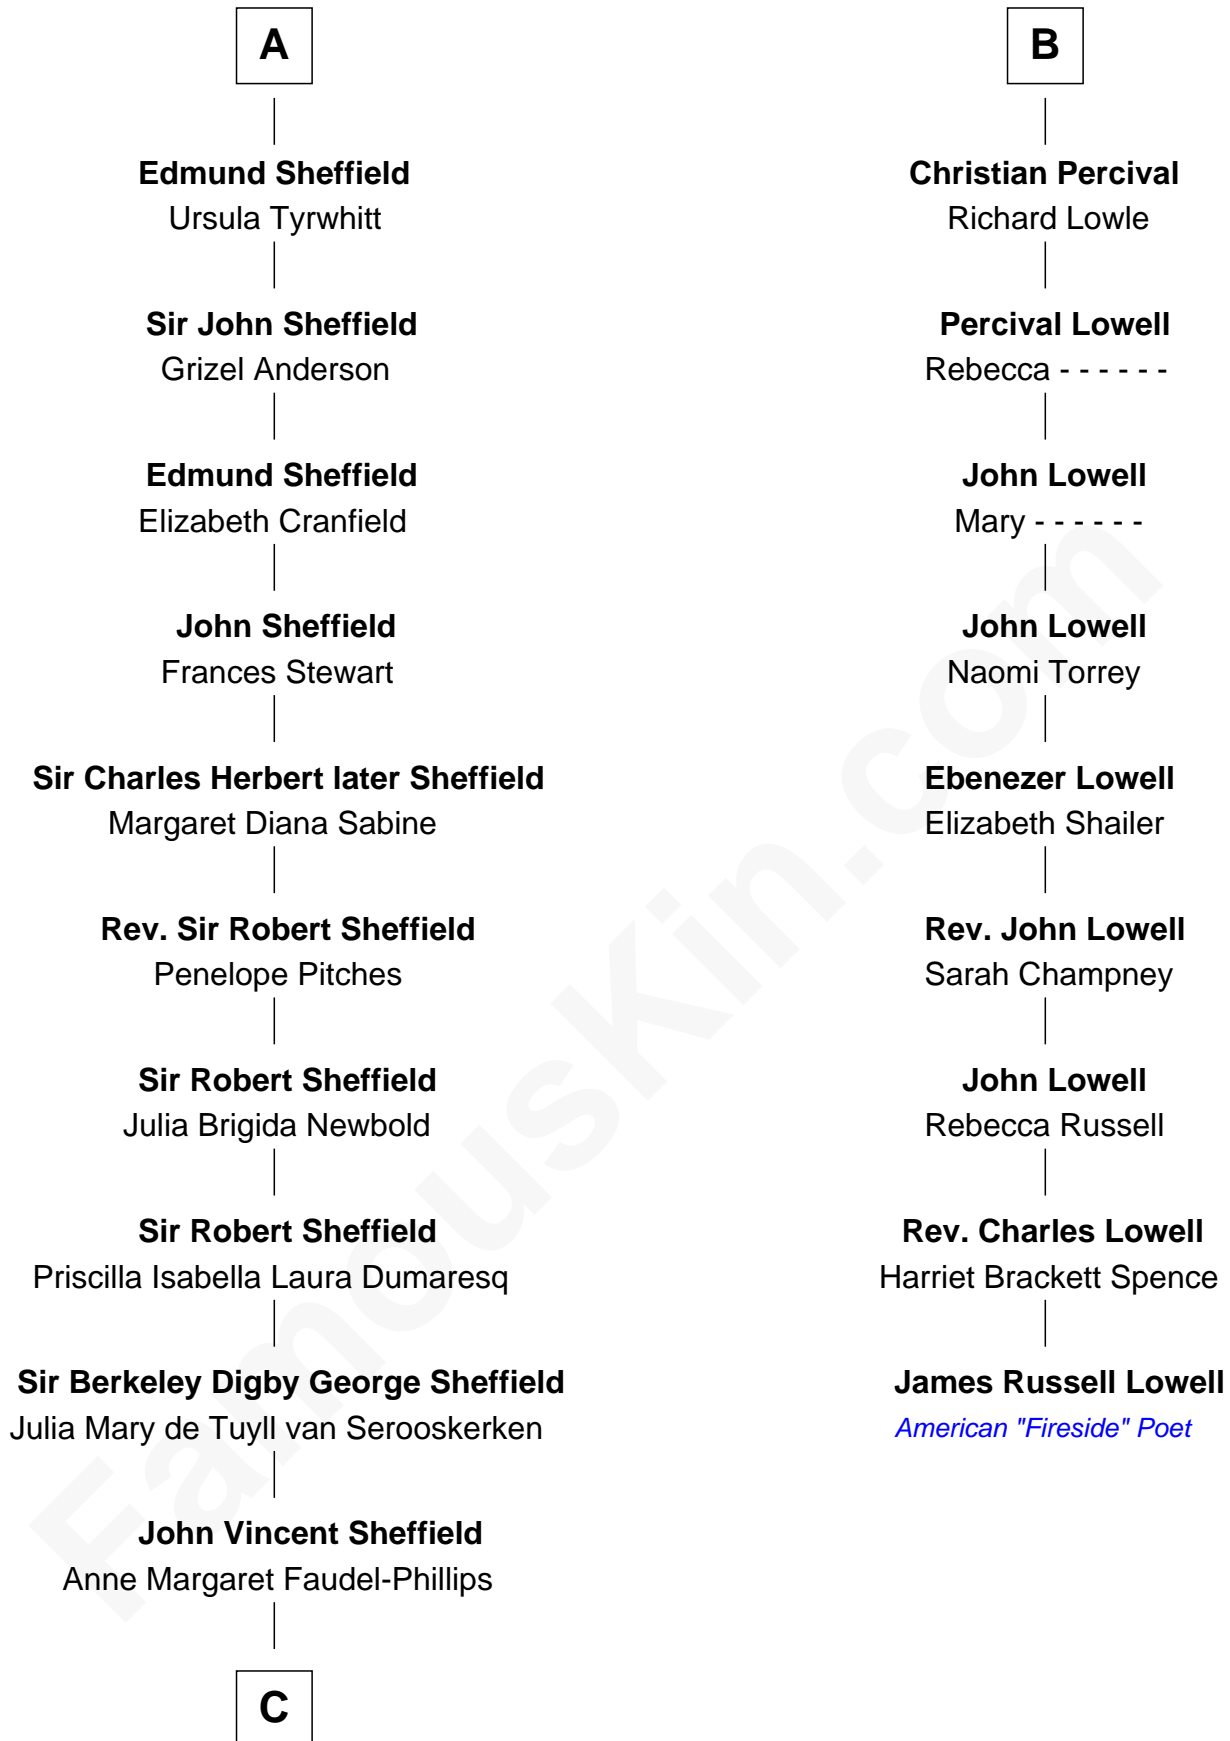 A
Edmund Sheffield
Ursula Tyrwhitt
Sir John Sheffield
Grizel Anderson
Edmund Sheffield
Elizabeth Cranfield
John Sheffield
Frances Stewart
Sir Charles Herbert later Sheffield
Margaret Diana Sabine
Rev. Sir Robert Sheffield
Penelope Pitches
Sir Robert Sheffield
Julia Brigida Newbold
Sir Robert Sheffield
Priscilla Isabella Laura Dumaresq
Sir Berkeley Digby George Sheffield
Julia Mary de Tuyll van Serooskerken
John Vincent Sheffield
Anne Margaret Faudel-Phillips
C
B
Christian Percival
Richard Lowle
Percival Lowell
Rebecca - - - - - -
John Lowell
Mary - - - - - -
John Lowell
Naomi Torrey
Ebenezer Lowell
Elizabeth Shailer
Rev. John Lowell
Sarah Champney
John Lowell
Rebecca Russell
Rev. Charles Lowell
Harriet Brackett Spence
James Russell Lowell
American "Fireside" Poet
FamousKin.com